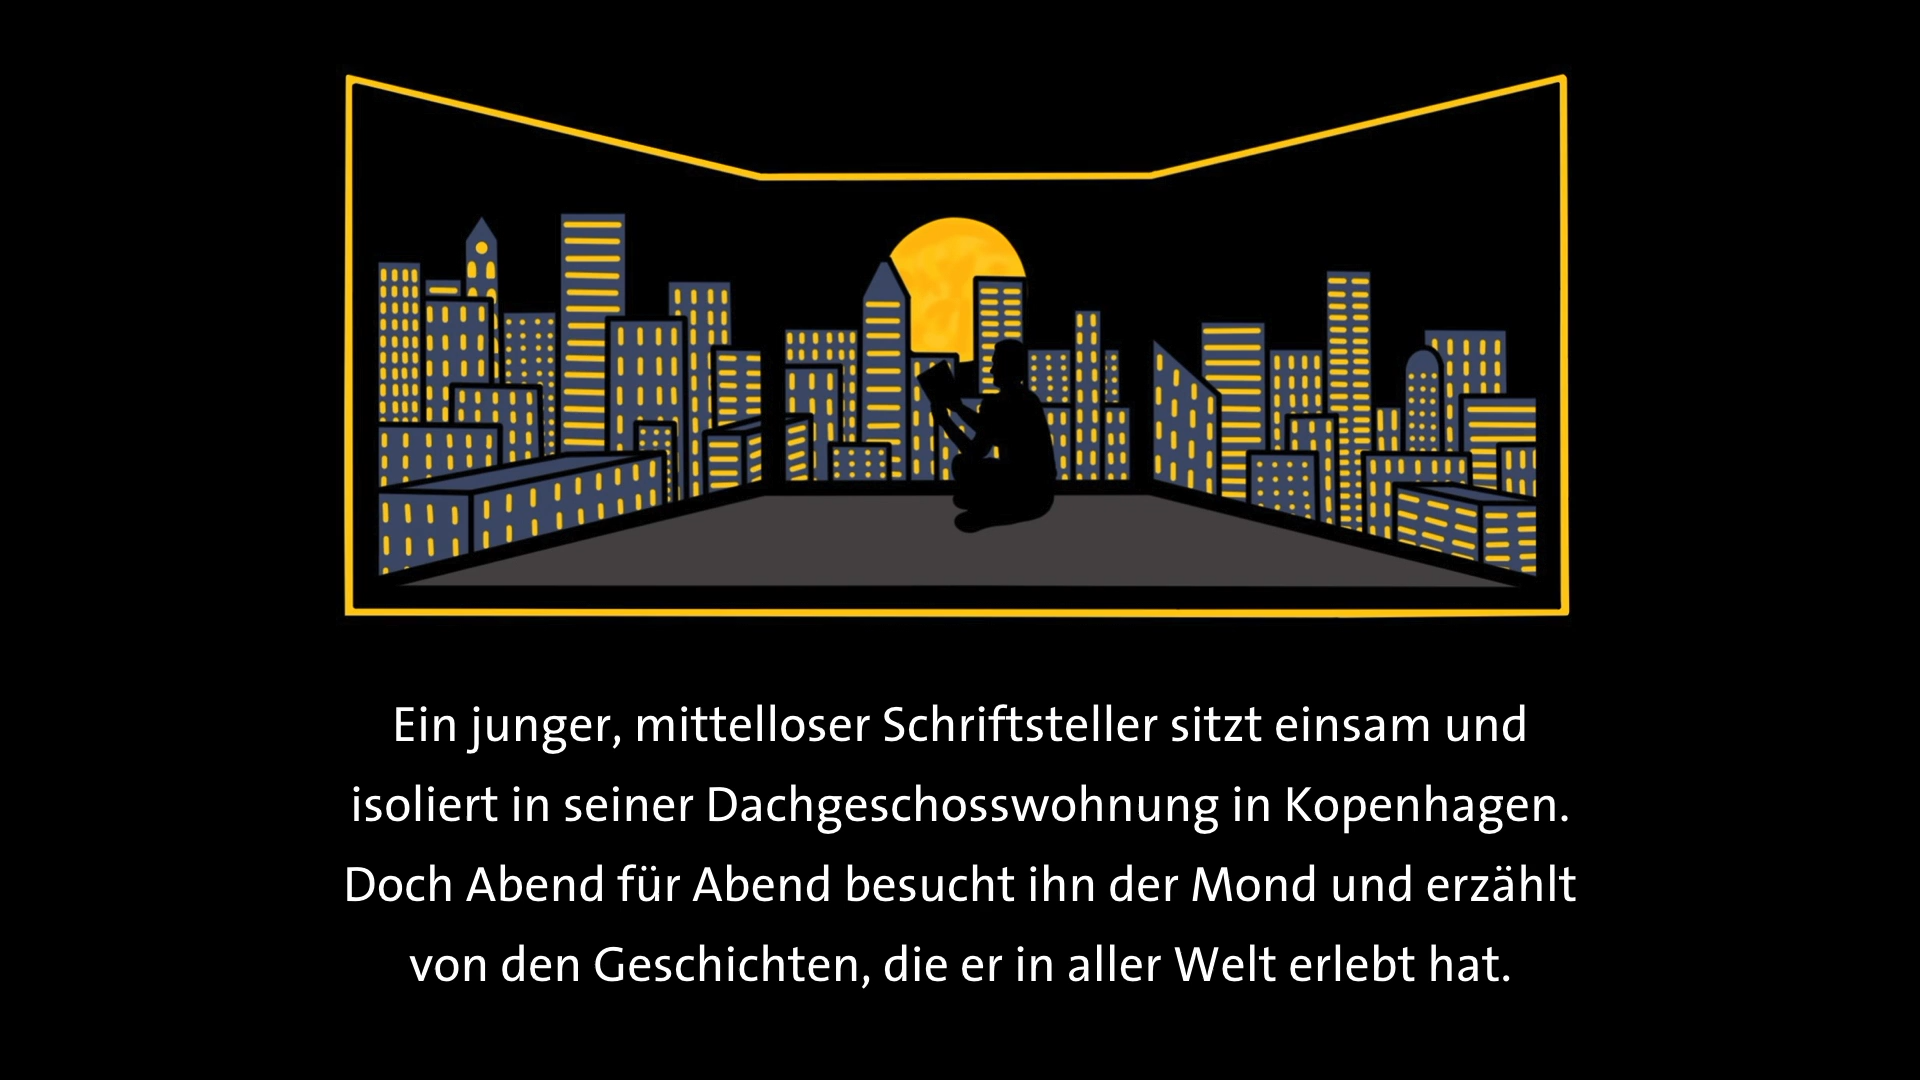 Ein junger, mittelloser Schriftsteller sitzt einsam und
isoliert in seiner Dachgeschosswohnung in Kopenhagen.
Doch Abend für Abend besucht ihn der Mond und erzählt
von den Geschichten, die er in aller Welt erlebt hat.